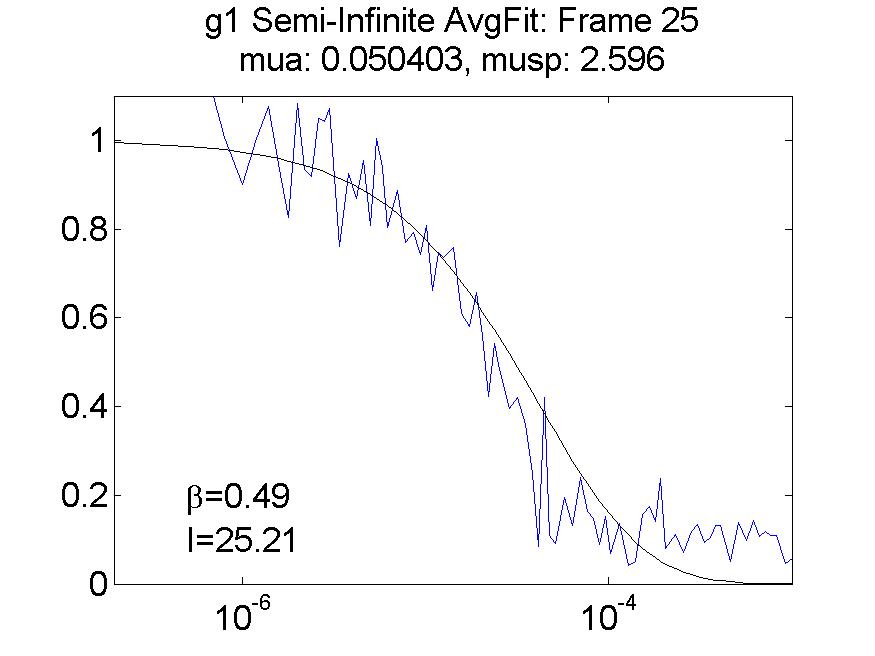 g1 Semi-Infinite AvgFit: Frame 25
mua: 0.050403, musp: 2.596
1
0.8
0.6
0.4
0.2
β=0.49
I=25.21
0
10^-6 10^-4